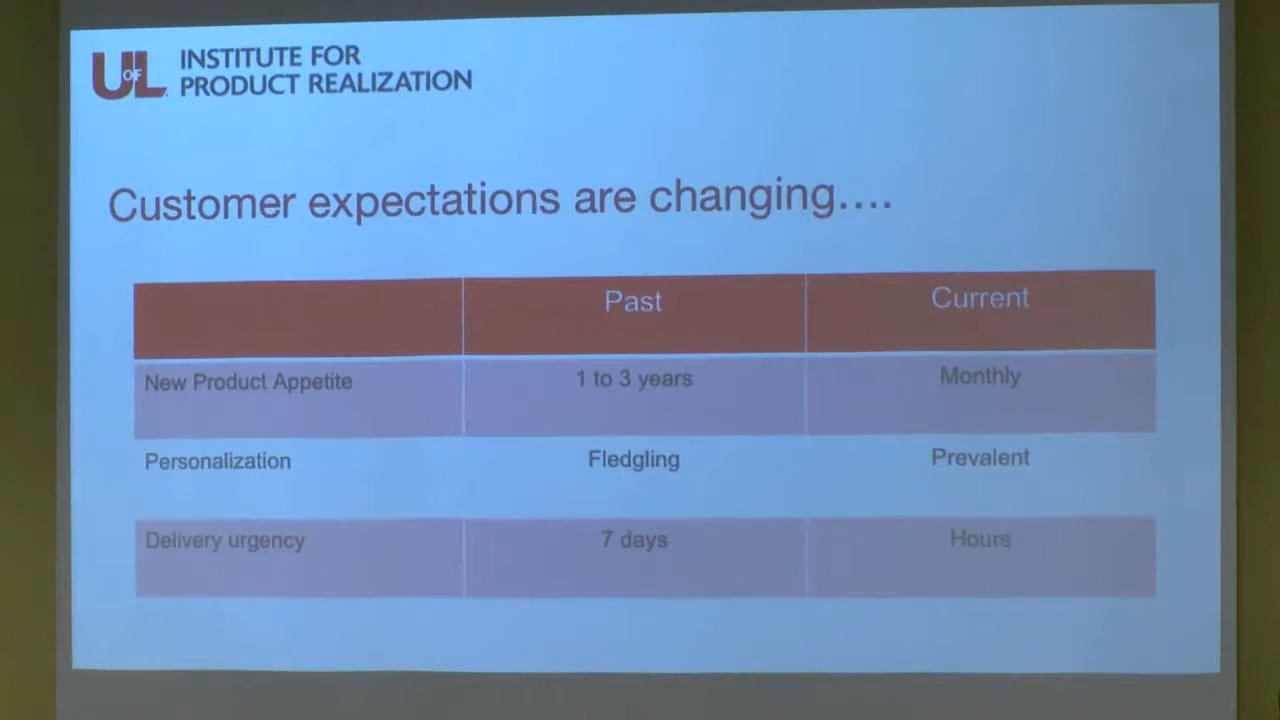 UOFL INSTITUTE FOR
PRODUCT REALIZATION
Customer expectations are changing....
Past Current
New Product Appetite 1 to 3 years Monthly
Personalization Fledgling Prevalent
Delivery urgency 7 days Hours